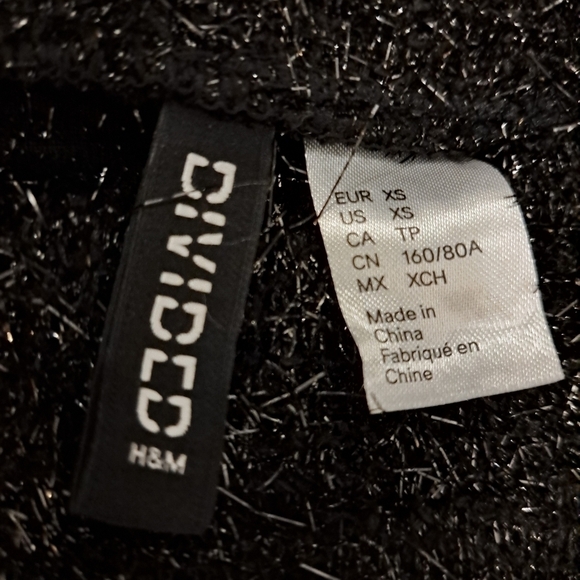 DIVIDED
H&M
EUR XS
US XS
CA TP
CN 160/80A
MX XCH
Made in
China
Fabriqué en
Chine